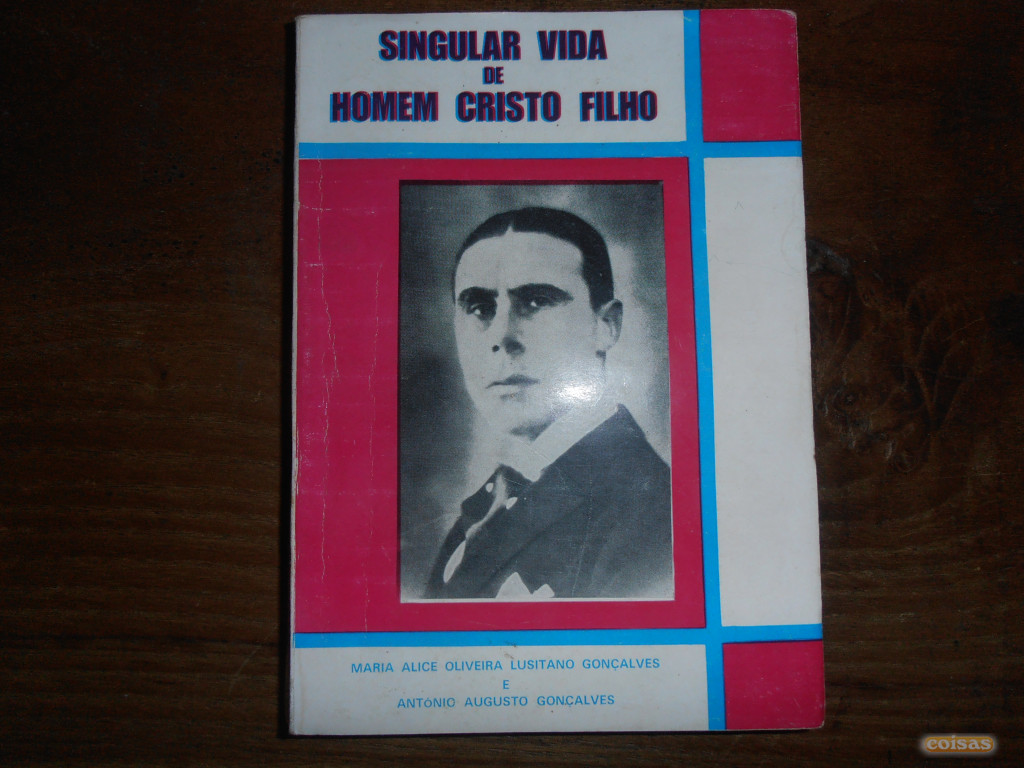 SINGULAR VIDA
DE
HOMEM CRISTO FILHO
MARIA ALICE OLIVEIRA LUSITANO GONÇALVES
E
ANTÓNIO AUGUSTO GONÇALVES
coisas